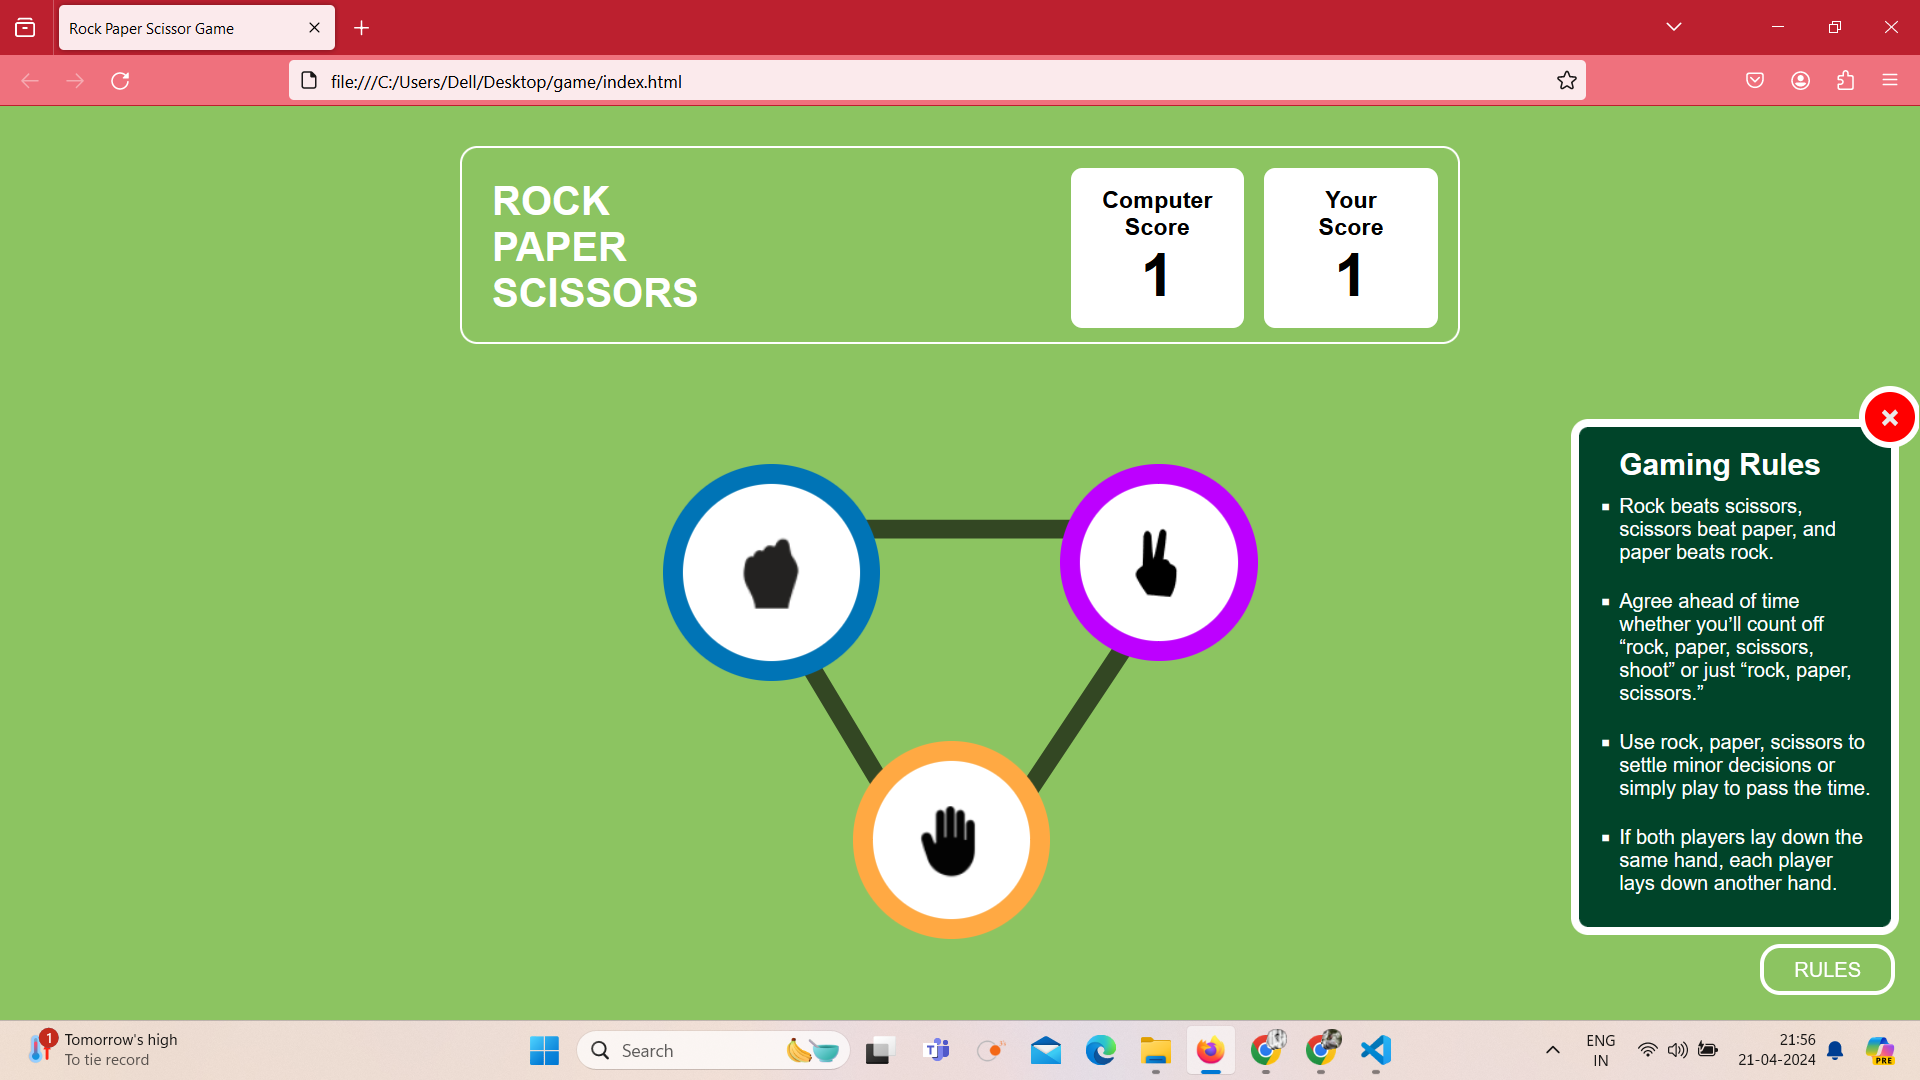 Rock Paper Scissor Game
file:///C:/Users/Dell/Desktop/game/index.html
ROCK
PAPER
SCISSORS
Computer
Score
1
Your
Score
1
Gaming Rules
Rock beats scissors,
scissors beat paper, and
paper beats rock.
Agree ahead of time
whether you’ll count off
“rock, paper, scissors,
shoot” or just “rock, paper,
scissors.”
Use rock, paper, scissors to
settle minor decisions or
simply play to pass the time.
If both players lay down the
same hand, each player
lays down another hand.
RULES
1
Tomorrow's high
To tie record
Search
ENG
IN
21:56
21-04-2024
PRE